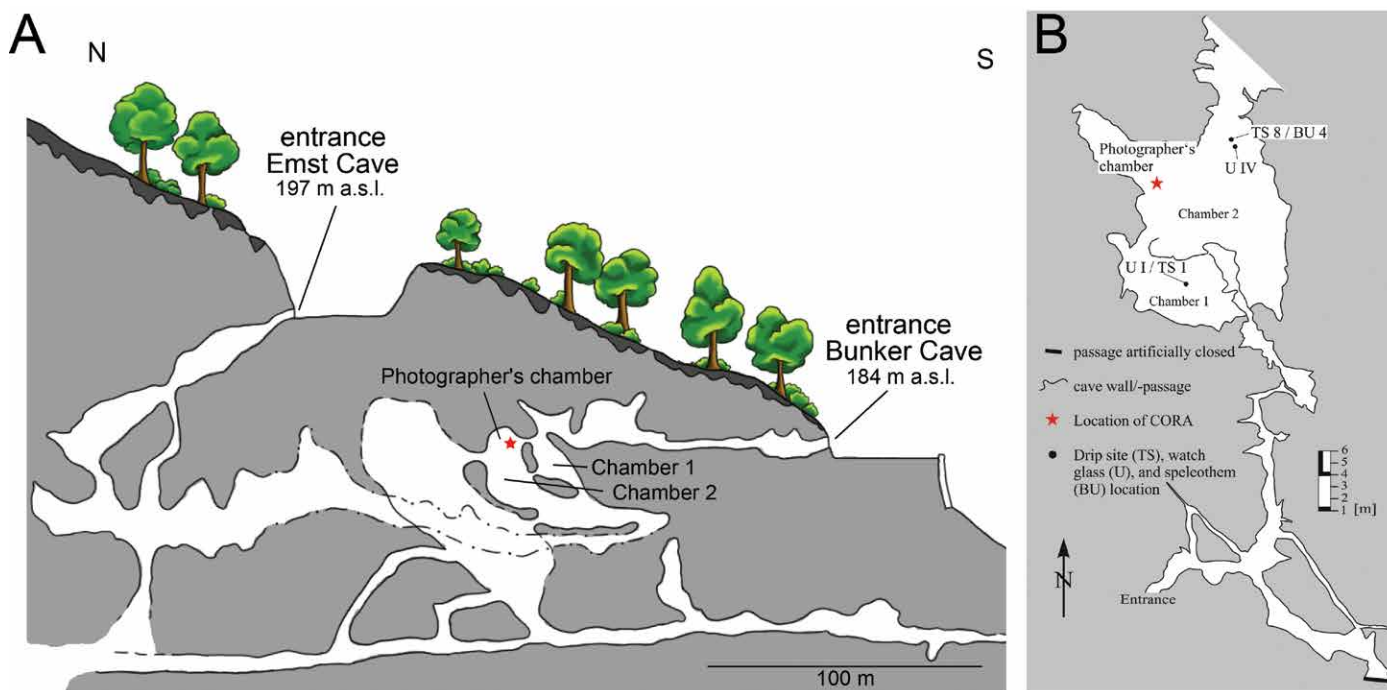 A
N
S
entrance
Emst Cave
197 m a.s.l.
entrance
Bunker Cave
184 m a.s.l.
Photographer's chamber
Chamber 1
Chamber 2
100 m
B
TS 8 / BU 4
U IV
Photographer's
chamber
Chamber 2
U I / TS 1
Chamber 1
passage artificially closed
cave wall/-passage
Location of CORA
Drip site (TS), watch
glass (U), and speleothem
(BU) location
6
5
4
3
2
1 [m]
N
Entrance